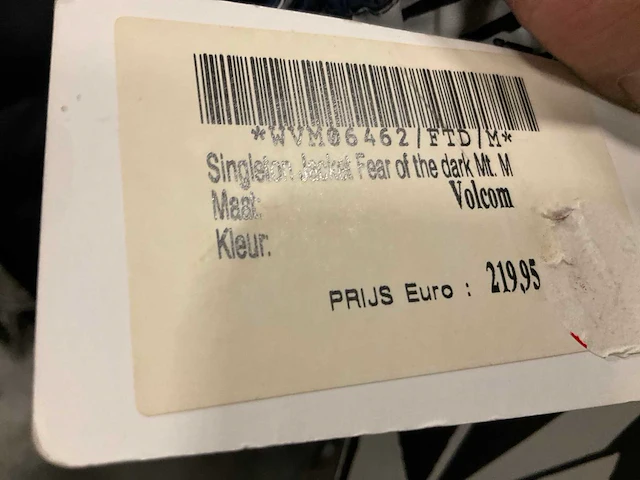 *WVM06462/FTD/M*
Singleton Jacket Fear of the dark Mt. M
Maat: Volcom
Kleur:
PRIJS Euro : 219,95